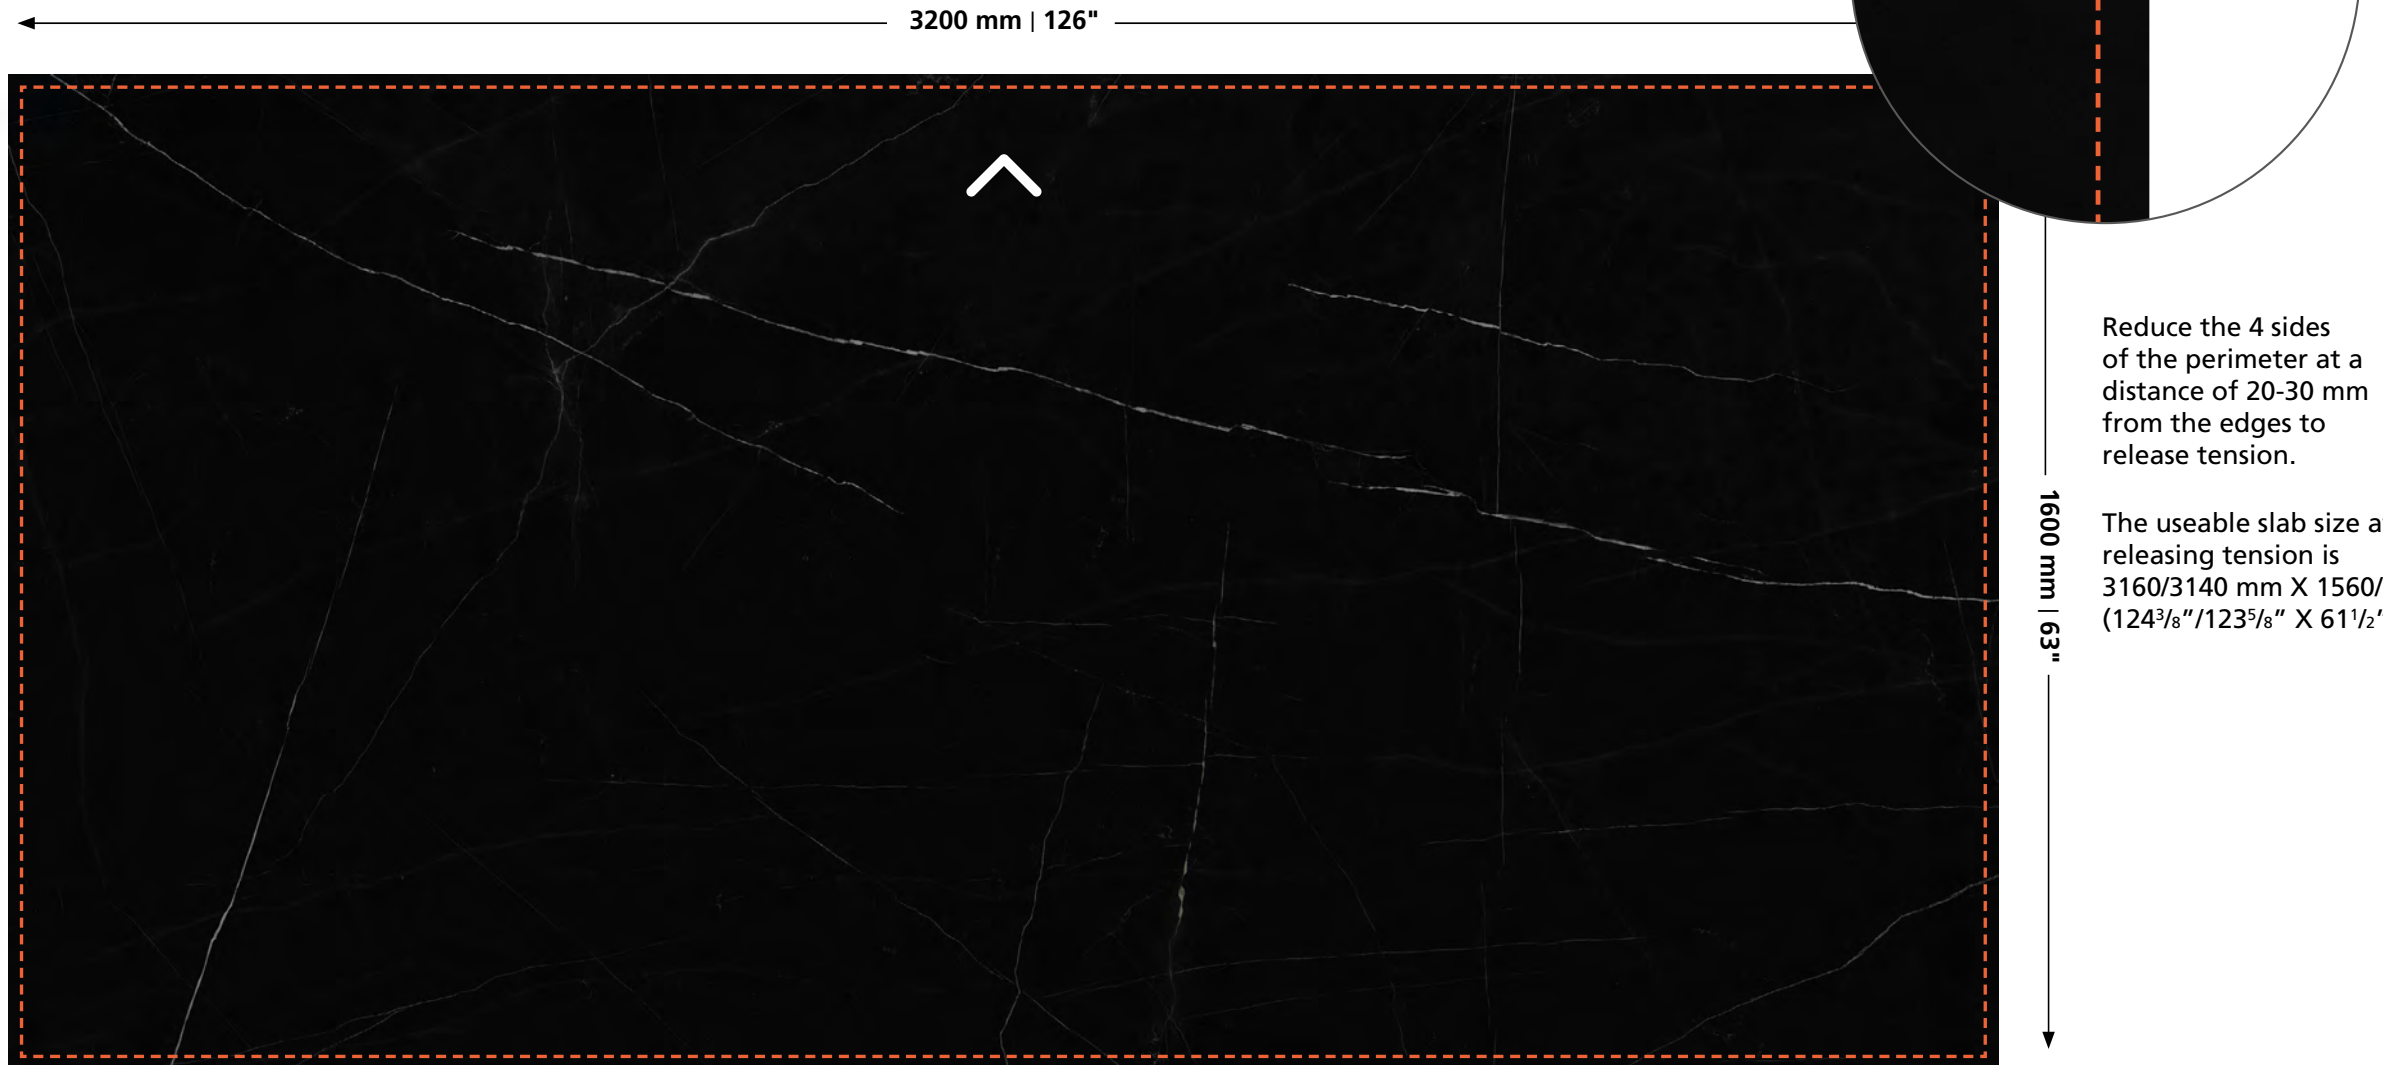 3200 mm | 126"
Reduce the 4 sides
of the perimeter at a
distance of 20-30 mm
from the edges to
release tension.
1600 mm | 63"
The useable slab size
releasing tension is
3160/3140 mm X 1560/
(124³/₈”/123⁵/₈” X 61¹/₂”